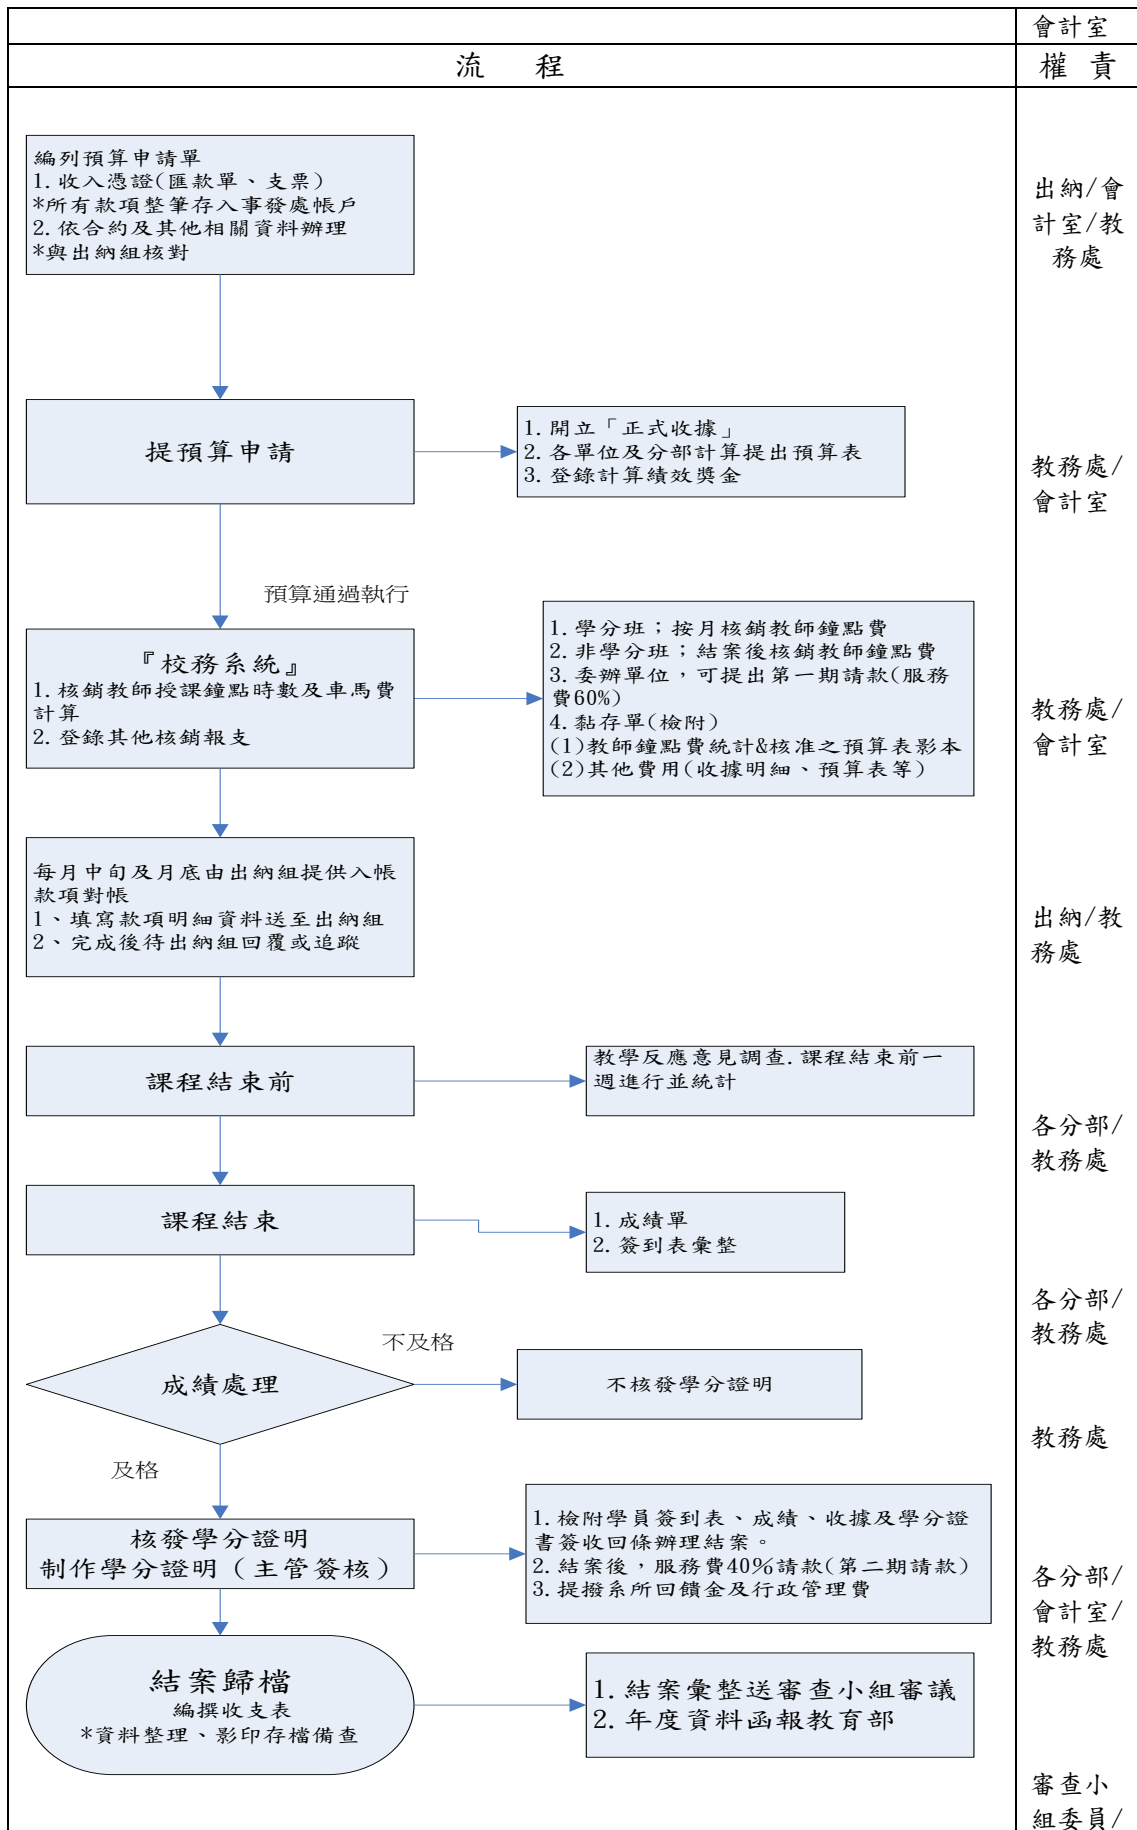 會計室
流 程
權 責
編列預算申請單
1.收入憑證(匯款單、支票)
*所有款項整筆存入事發處帳戶
2.依合約及其他相關資料辦理
*與出納組核對
出納/會
計室/教
務處
提預算申請
1.開立「正式收據」
2.各單位及分部計算提出預算表
3.登錄計算績效獎金
教務處/
會計室
預算通過執行
『校務系統』
1.核銷教師授課鐘點時數及車馬費
計算
2.登錄其他核銷報支
1.學分班；按月核銷教師鐘點費
2.非學分班；結案後核銷教師鐘點費
3.委辦單位，可提出第一期請款(服務
費60%)
4.黏存單(檢附)
(1)教師鐘點費統計&核准之預算表影本
(2)其他費用(收據明細、預算表等)
教務處/
會計室
每月中旬及月底由出納組提供入帳
款項對帳
1、填寫款項明細資料送至出納組
2、完成後待出納組回覆或追蹤
出納/教
務處
課程結束前
教學反應意見調查.課程結束前一
週進行並統計
各分部/
教務處
課程結束
1.成績單
2.簽到表彙整
各分部/
教務處
不及格
成績處理
不核發學分證明
教務處
及格
核發學分證明
制作學分證明（主管簽核）
1.檢附學員簽到表、成績、收據及學分證
書簽收回條辦理結案。
2.結案後，服務費40%請款(第二期請款)
3.提撥系所回饋金及行政管理費
各分部/
會計室/
教務處
結案歸檔
編撰收支表
*資料整理、影印存檔備查
1.結案彙整送審查小組審議
2.年度資料函報教育部
審查小
組委員/